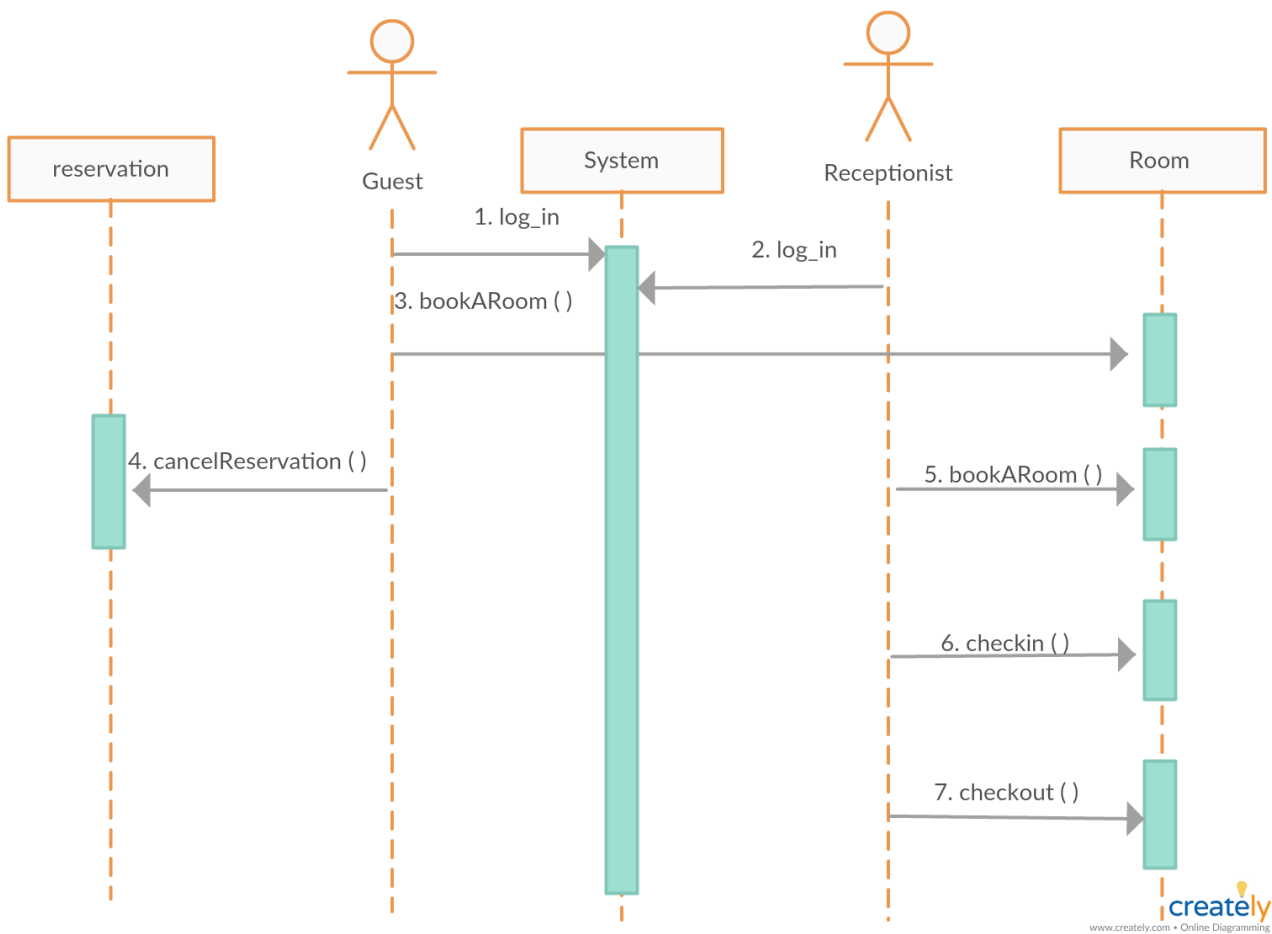 reservation
Guest
System
Receptionist
Room
1. log_in
2. log_in
3. bookARoom ( )
4. cancelReservation ( )
5. bookARoom ( )
6. checkin ( )
7. checkout ( )
creately
www.creately.com • Online Diagramming